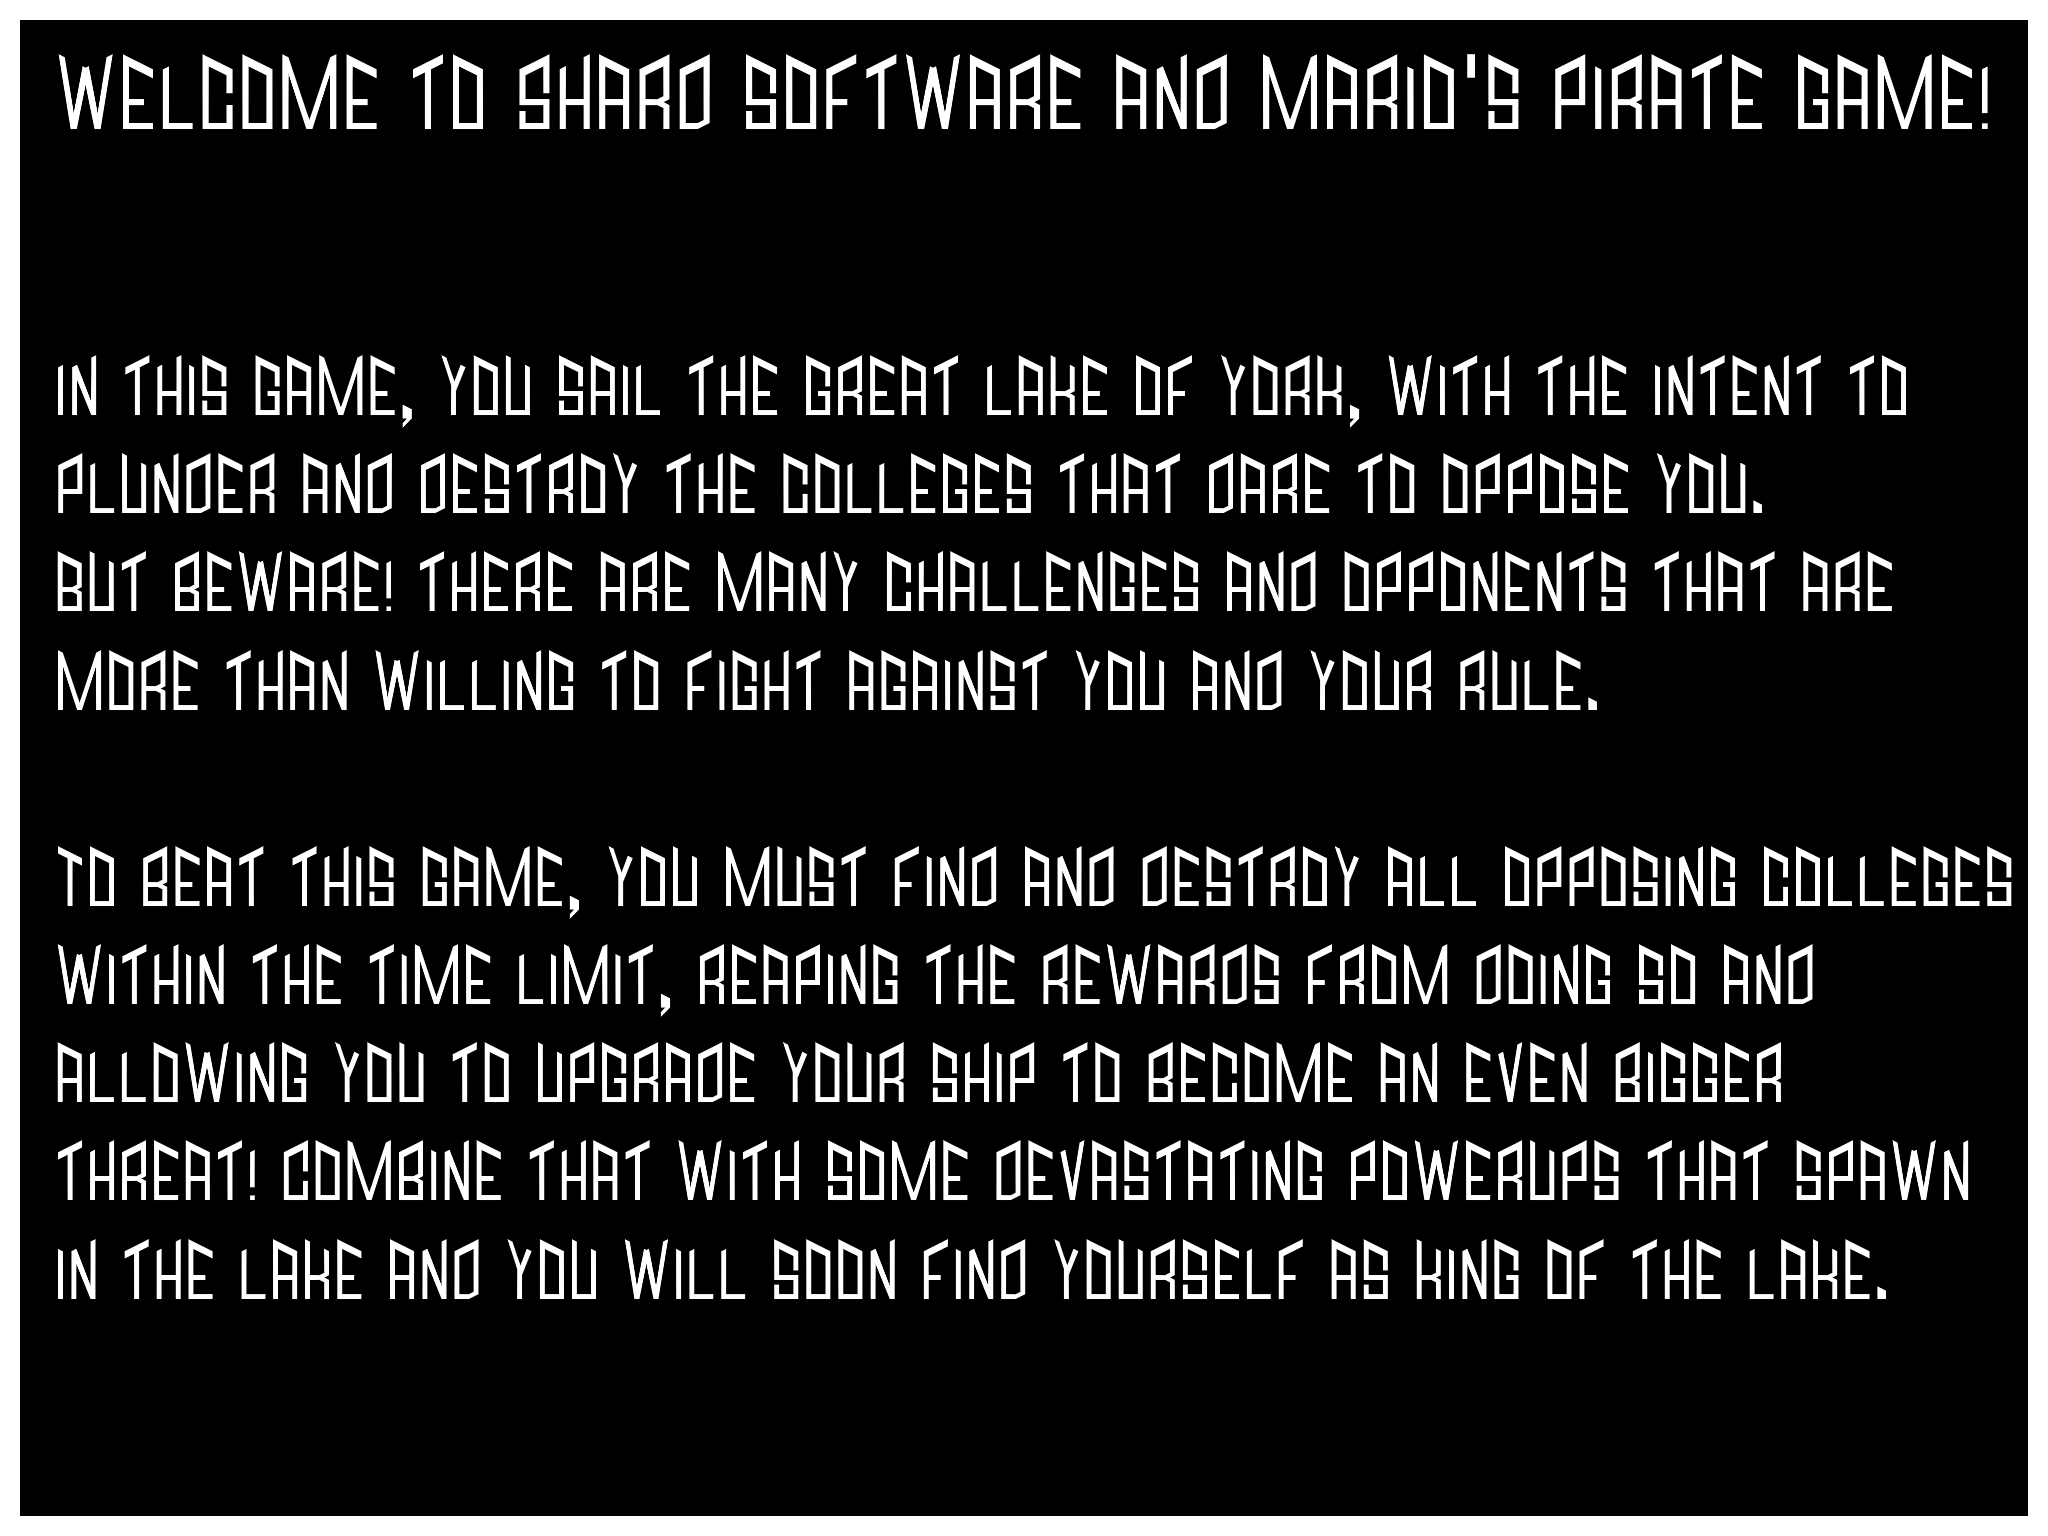 WELCOME TO SHARD SOFTWARE AND MARIO'S PIRATE GAME!
IN THIS GAME, YOU SAIL THE GREAT LAKE OF YORK, WITH THE INTENT TO
PLUNDER AND DESTROY THE COLLEGES THAT DARE TO OPPOSE YOU.
BUT BEWARE! THERE ARE MANY CHALLENGES AND OPPONENTS THAT ARE
MORE THAN WILLING TO FIGHT AGAINST YOU AND YOUR RULE.
TO BEAT THIS GAME, YOU MUST FIND AND DESTROY ALL OPPOSING COLLEGES
WITHIN THE TIME LIMIT, REAPING THE REWARDS FROM DOING SO AND
ALLOWING YOU TO UPGRADE YOUR SHIP TO BECOME AN EVEN BIGGER
THREAT! COMBINE THAT WITH SOME DEVASTATING POWERUPS THAT SPAWN
IN THE LAKE AND YOU WILL SOON FIND YOURSELF AS KING OF THE LAKE.